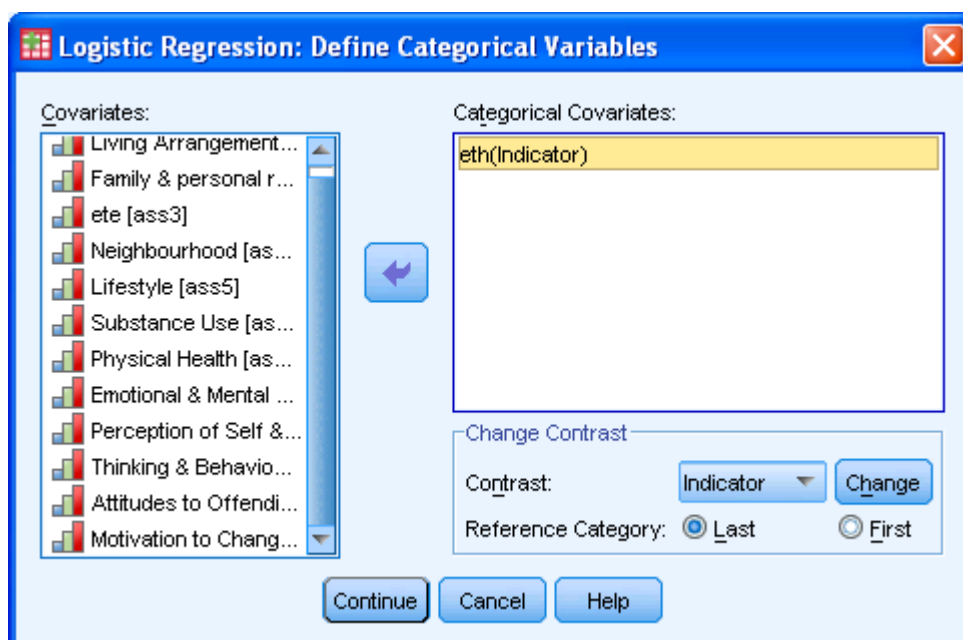 Logistic Regression: Define Categorical Variables
Covariates:
Living Arrangement...
Family & personal r...
ete [ass3]
Neighbourhood [as...
Lifestyle [ass5]
Substance Use [as...
Physical Health [as...
Emotional & Mental ...
Perception of Self &...
Thinking & Behavio...
Attitudes to Offendi...
Motivation to Chang...
Categorical Covariates:
eth(Indicator)
Change Contrast
Contrast: Indicator Change
Reference Category: Last First
Continue Cancel Help